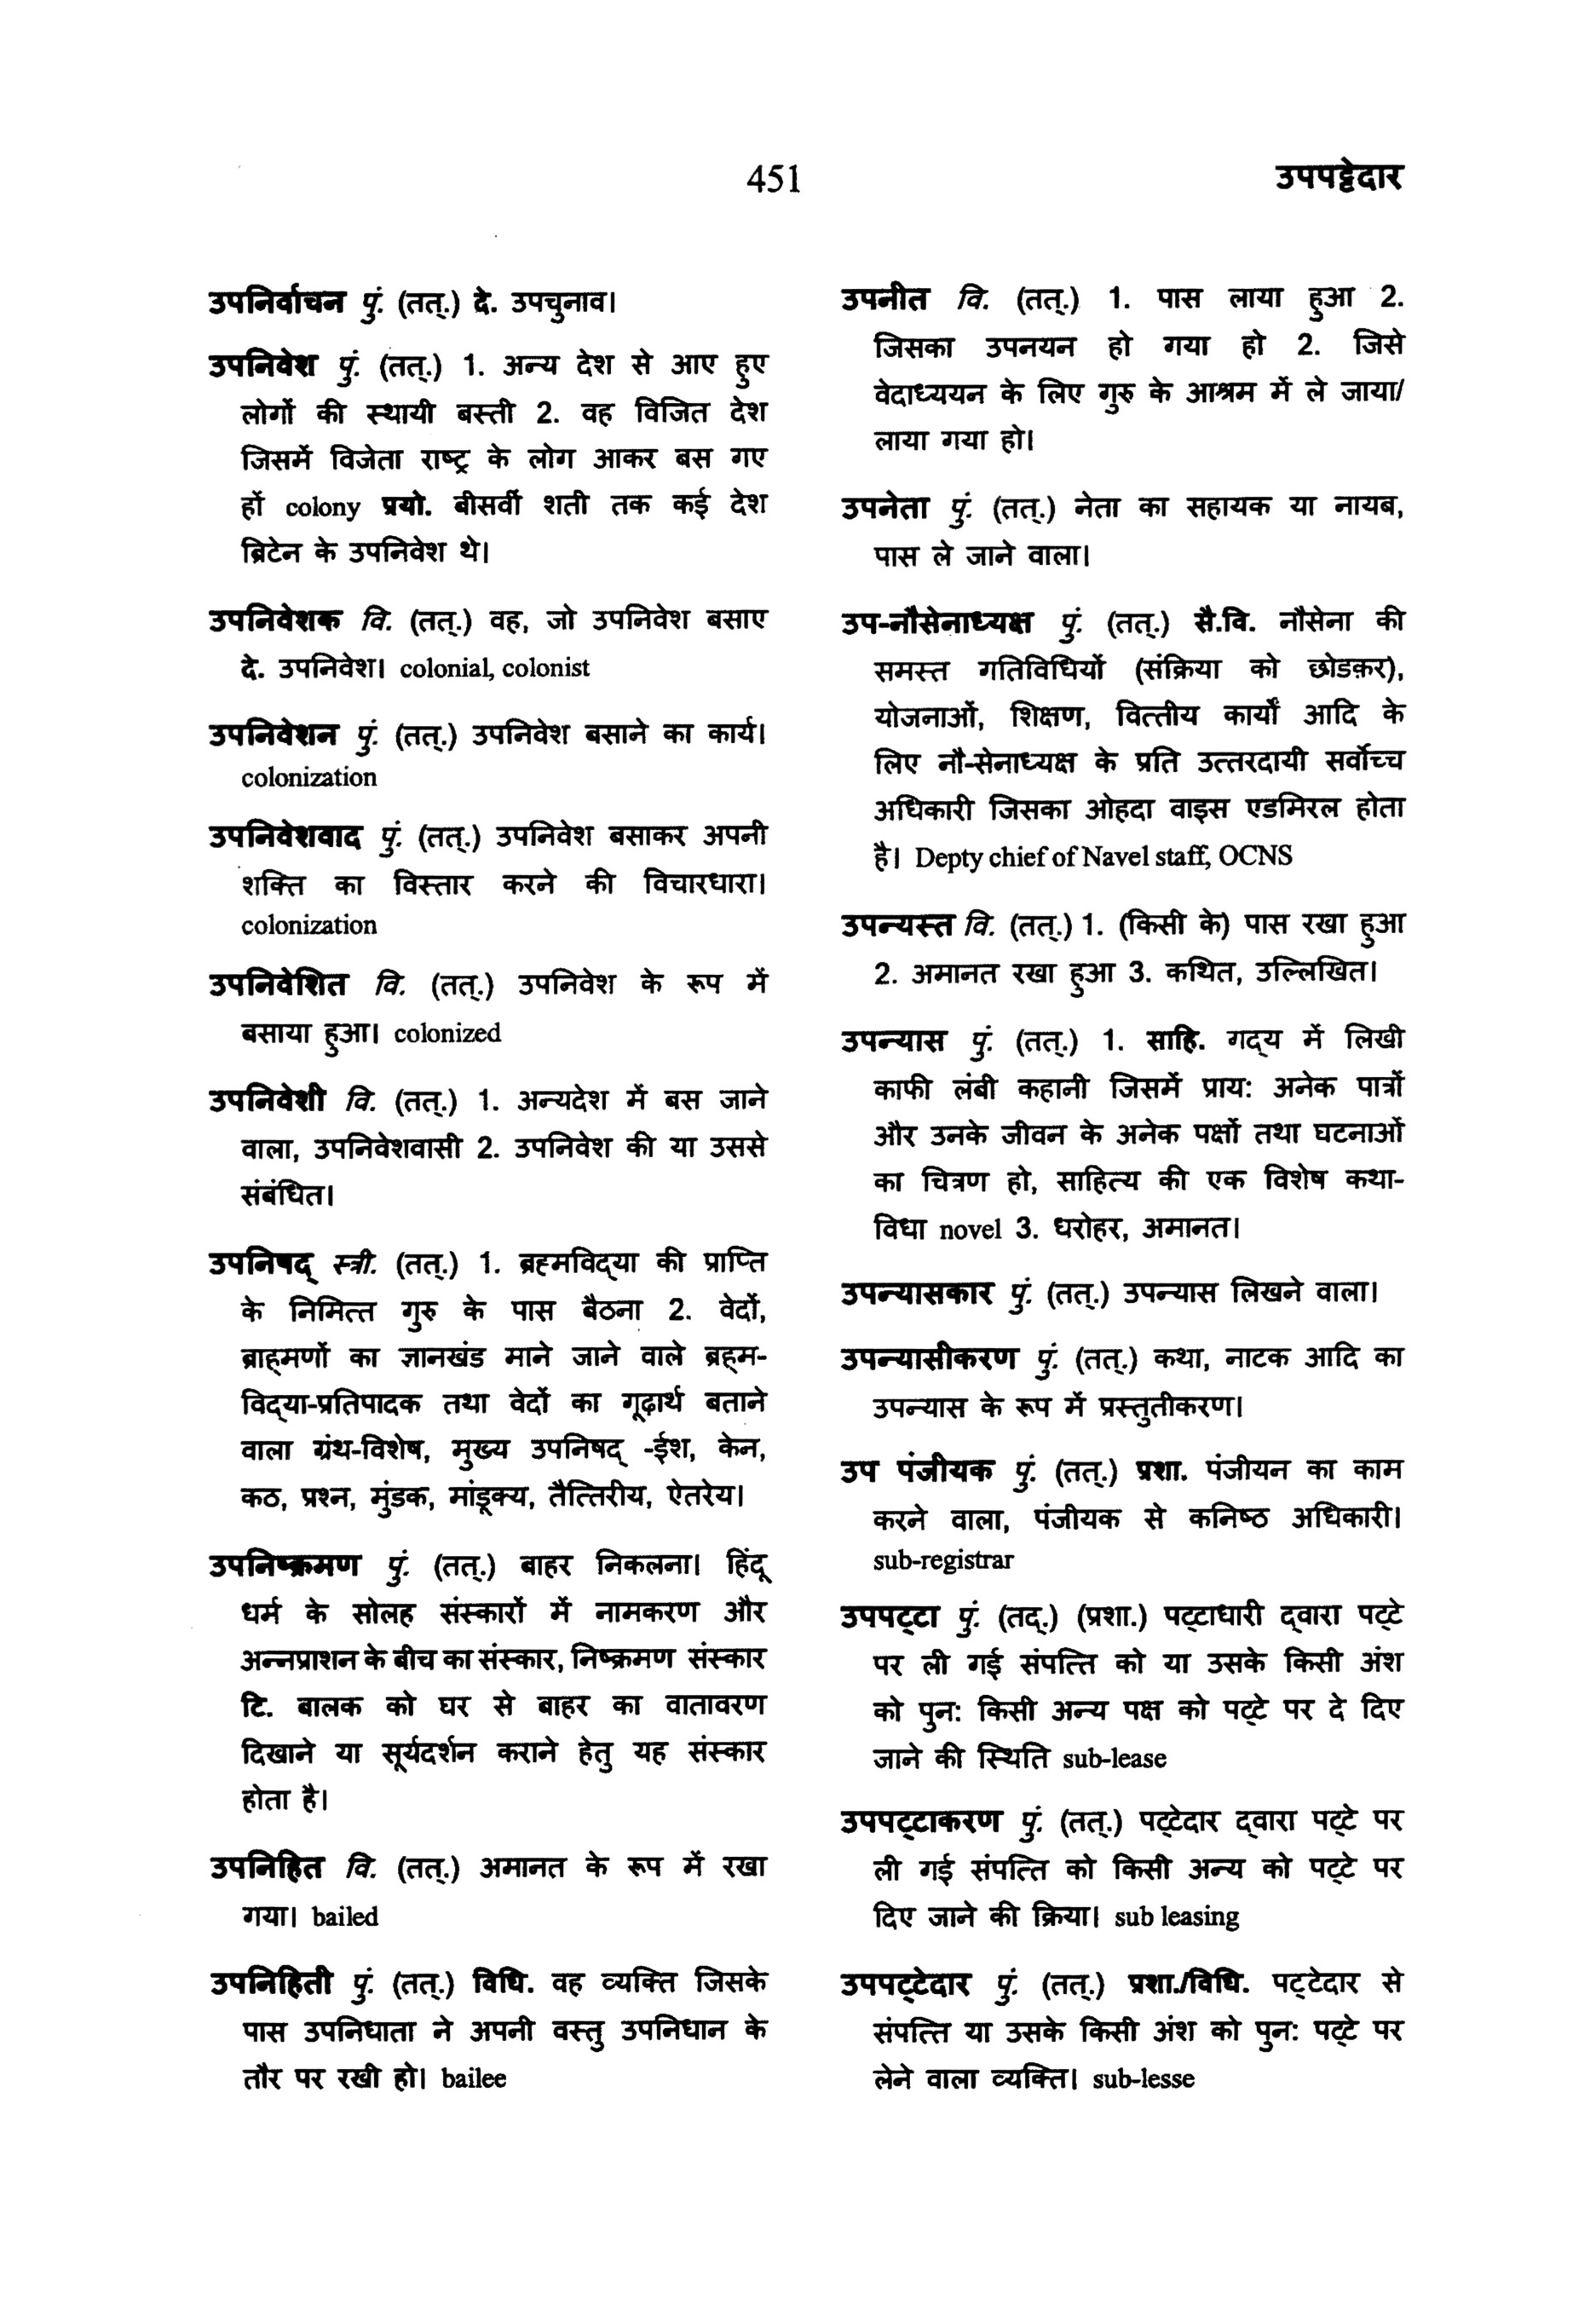 451
उपपट्टेदार
उपनिर्वाचन पुं. (तत्.) दे. उपचुनाव।
उपनिवेश पुं. (तत्.) 1. अन्य देश से आए हुए
लोगों की स्थायी बस्ती 2. वह विजित देश
जिसमें विजेता राष्ट्र के लोग आकर बस गए
हों colony प्रयो. बीसवीं शती तक कई देश
ब्रिटेन के उपनिवेश थे।
उपनिवेशक वि. (तत्.) वह, जो उपनिवेश बसाए
दे. उपनिवेश। colonial, colonist
उपनिवेशन पुं. (तत्.) उपनिवेश बसाने का कार्य।
colonization
उपनिवेशवाद पुं. (तत्.) उपनिवेश बसाकर अपनी
शक्ति का विस्तार करने की विचारधारा।
colonization
उपनिवेशित वि. (तत्.) उपनिवेश के रूप में
बसाया हुआ। colonized
उपनिवेशी वि. (तत्.) 1. अन्यदेश में बस जाने
वाला, उपनिवेशवासी 2. उपनिवेश की या उससे
संबंधित।
उपनिषद् स्त्री. (तत्.) 1. ब्रह्मविद्‌या की प्राप्ति
के निमित्त गुरु के पास बैठना 2. वेदों,
ब्राह्मणों का ज्ञानखंड माने जाने वाले ब्रह्म-
विद्‌या-प्रतिपादक तथा वेदों का गूढ़ार्थ बताने
वाला ग्रंथ-विशेष, मुख्य उपनिषद् -ईश, केन,
कठ, प्रश्न, मुंडक, मांडूक्य, तैत्तिरीय, ऐतरेय।
उपनिष्क्रमण पुं. (तत्.) बाहर निकलना। हिंदू
धर्म के सोलह संस्कारों में नामकरण और
अन्नप्राशन के बीच का संस्कार, निष्क्रमण संस्कार
टि. बालक को घर से बाहर का वातावरण
दिखाने या सूर्यदर्शन कराने हेतु यह संस्कार
होता है।
उपनिहित वि. (तत्.) अमानत के रूप में रखा
गया। bailed
उपनिहिती पुं. (तत्.) विधि. वह व्यक्ति जिसके
पास उपनिधाता ने अपनी वस्तु उपनिधान के
तौर पर रखी हो। bailee
उपनीत वि. (तत्.) 1. पास लाया हुआ 2.
जिसका उपनयन हो गया हो 2. जिसे
वेदाध्ययन के लिए गुरु के आश्रम में ले जाया/
लाया गया हो।
उपनेता पुं. (तत्.) नेता का सहायक या नायब,
पास ले जाने वाला।
उप-नौसेनाध्यक्ष पुं. (तत्.) सै.वि. नौसेना की
समस्त गतिविधियों (संक्रिया को छोडक़र),
योजनाओं, शिक्षण, वित्तीय कार्यों आदि के
लिए नौ-सेनाध्यक्ष के प्रति उत्तरदायी सर्वोच्च
अधिकारी जिसका ओहदा वाइस एडमिरल होता
है। Depty chief of Navel staff, OCNS
उपन्यस्त वि. (तत्.) 1. (किसी के) पास रखा हुआ
2. अमानत रखा हुआ 3. कथित, उल्लिखित।
उपन्यास पुं. (तत्.) 1. साहि. गद्‌य में लिखी
काफी लंबी कहानी जिसमें प्राय: अनेक पात्रों
और उनके जीवन के अनेक पक्षों तथा घटनाओं
का चित्रण हो, साहित्य की एक विशेष कथा-
विधा novel 3. धरोहर, अमानत।
उपन्यासकार पुं. (तत्.) उपन्यास लिखने वाला।
उपन्यासीकरण पुं. (तत्.) कथा, नाटक आदि का
उपन्यास के रूप में प्रस्तुतीकरण।
उप पंजीयक पुं. (तत्.) प्रशा. पंजीयन का काम
करने वाला, पंजीयक से कनिष्ठ अधिकारी।
sub-registrar
उपपट्‌टा पुं. (तद्.) (प्रशा.) पट्‌टाधारी द्‌वारा पट्‌टे
पर ली गई संपत्ति को या उसके किसी अंश
को पुन: किसी अन्य पक्ष को पट्‌टे पर दे दिए
जाने की स्थिति sub-lease
उपपट्‌टाकरण पुं. (तत्.) पट्‌टेदार द्‌वारा पट्‌टे पर
ली गई संपत्ति को किसी अन्य को पट्‌टे पर
दिए जाने की क्रिया। sub leasing
उपपट्‌टेदार पुं. (तत्.) प्रशा./विधि. पट्‌टेदार से
संपत्ति या उसके किसी अंश को पुन: पट्‌टे पर
लेने वाला व्यक्ति। sub-lesse